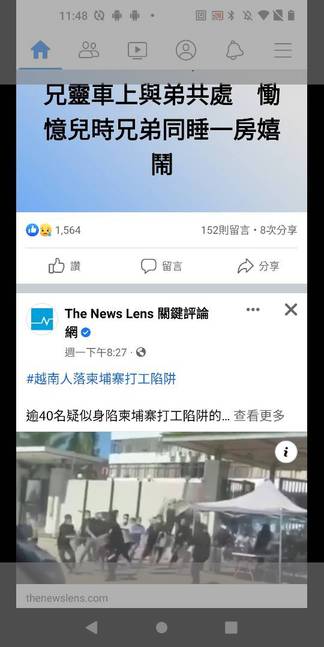 11:48
兄靈車上與弟共處 慟
憶兒時兄弟同睡一房嬉
鬧
1,564
152則留言・8次分享
讚
留言
分享
The News Lens 關鍵評論
網
週一下午8:27 ·
#越南人落柬埔寨打工陷阱
逾40名疑似身陷柬埔寨打工陷阱的... 查看更多
thenewslens.com